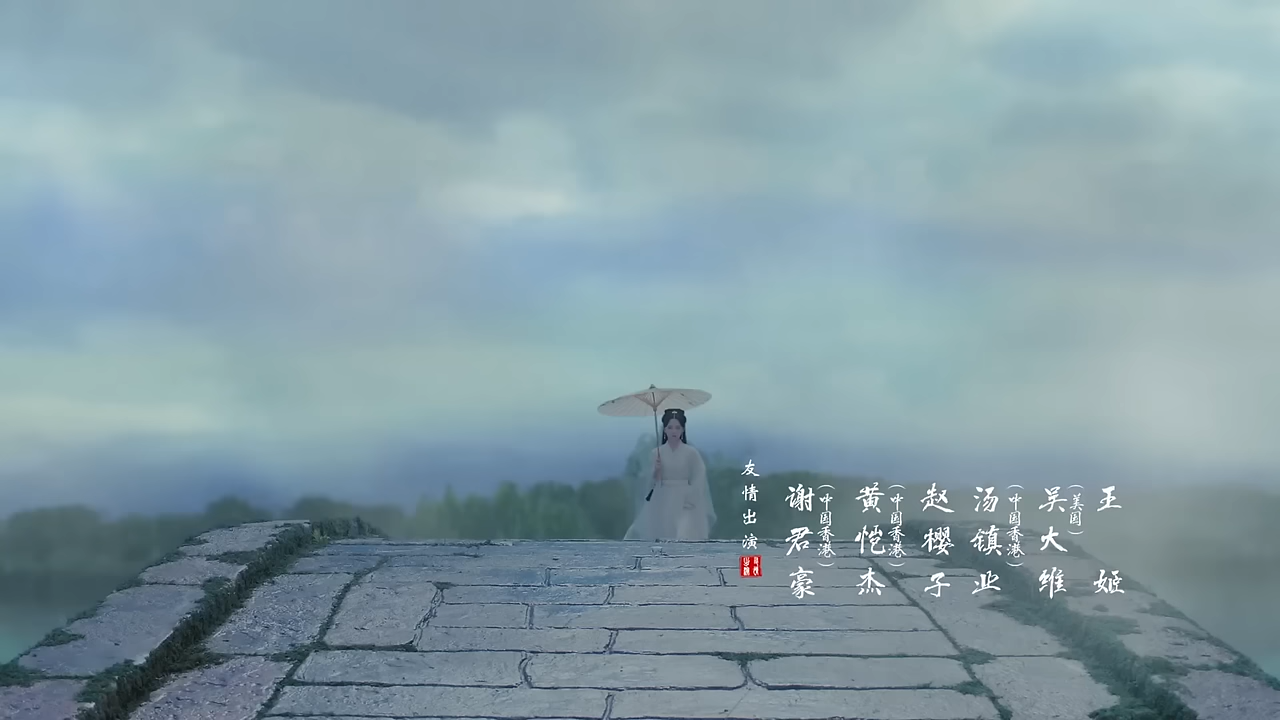 王姬
吴大维
(美国)
汤镇业
(中国香港)
赵樱子
黄恺杰
(中国香港)
谢君豪
(中国香港)
友情出演